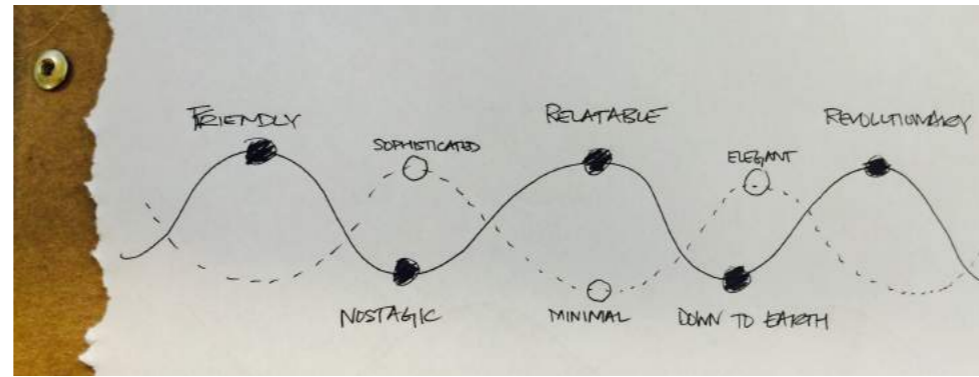 FRIENDLY
RELATABLE
REVOLUTIONARY
SOPHISTICATED
ELEGANT
NOSTAGIC
MINIMAL
DOWN TO EARTH